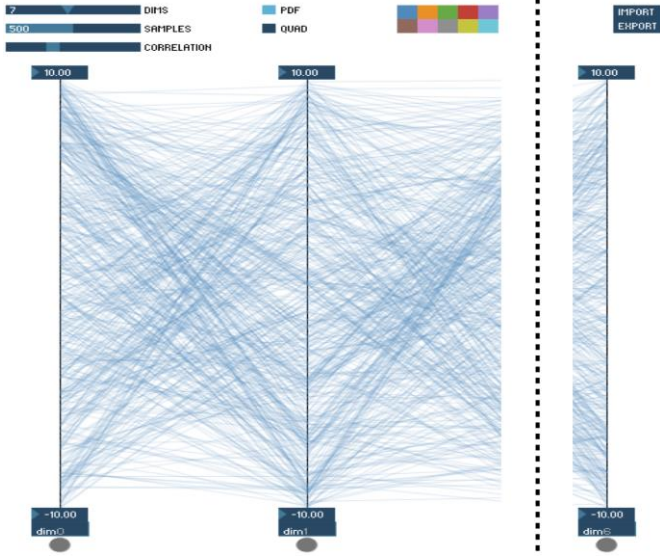 7 DIMS
500 SAMPLES
CORRELATION
PDF
QUAD
IMPORT
EXPORT
10.00
10.00
10.00
-10.00
-10.00
-10.00
dim0
dim1
dim6